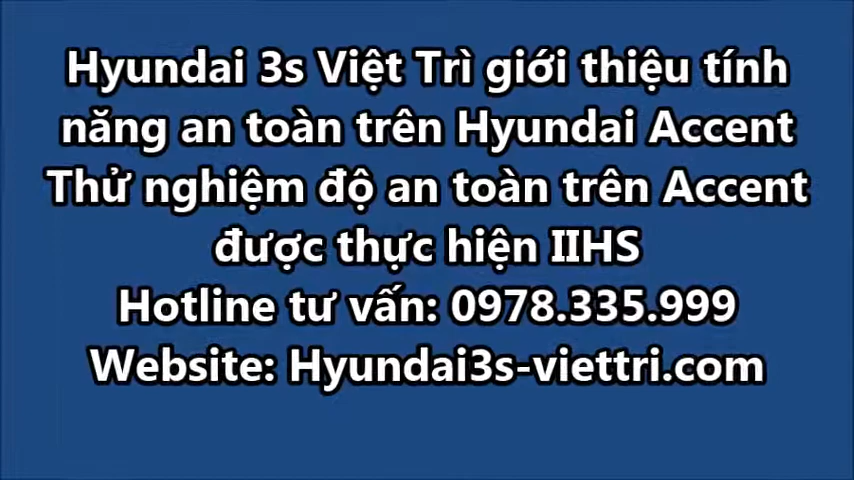 Hyundai 3s Việt Trì giới thiệu tính
năng an toàn trên Hyundai Accent
Thử nghiệm độ an toàn trên Accent
được thực hiện IIHS
Hotline tư vấn: 0978.335.999
Website: Hyundai3s-viettri.com